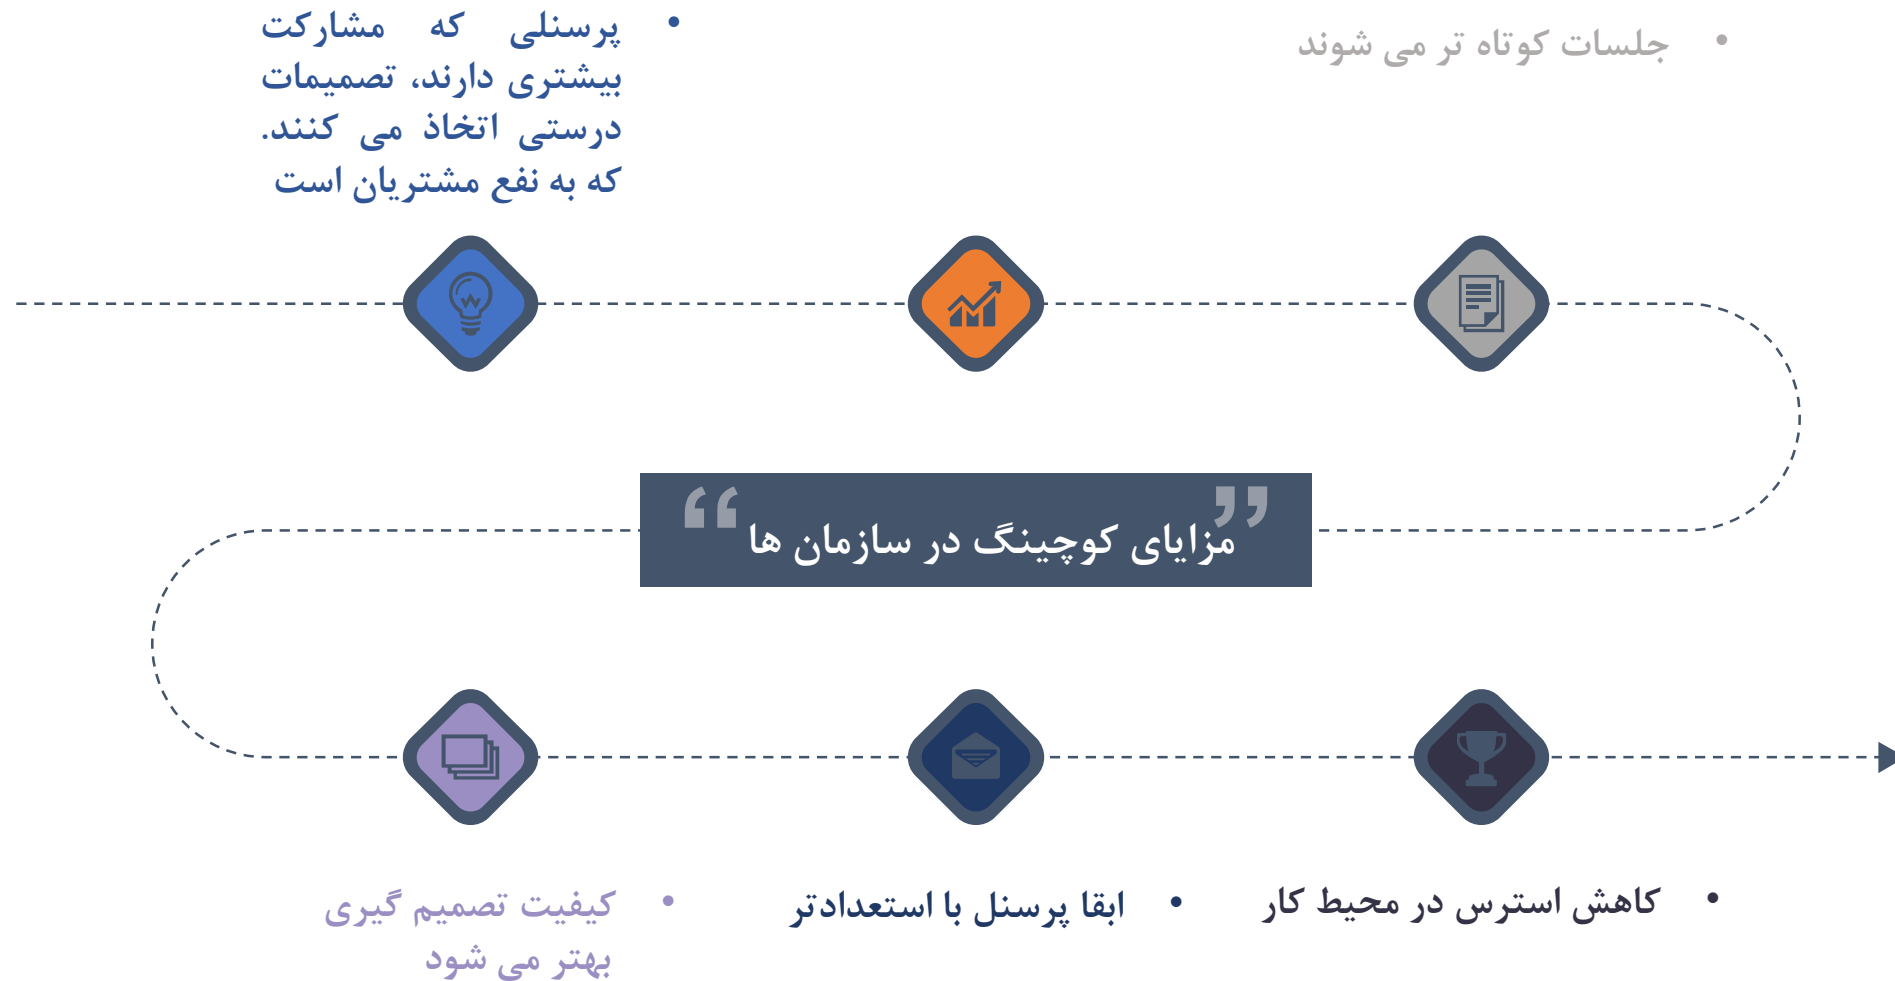 • پرسنلی که مشارکت
بیشتری دارند، تصمیمات
درستی اتخاذ می کنند.
که به نفع مشتریان است
• جلسات کوتاه تر می شوند
”مزایای کوچینگ در سازمان ها“
• کیفیت تصمیم گیری
بهتر می شود
• ابقا پرسنل با استعدادتر
• کاهش استرس در محیط کار